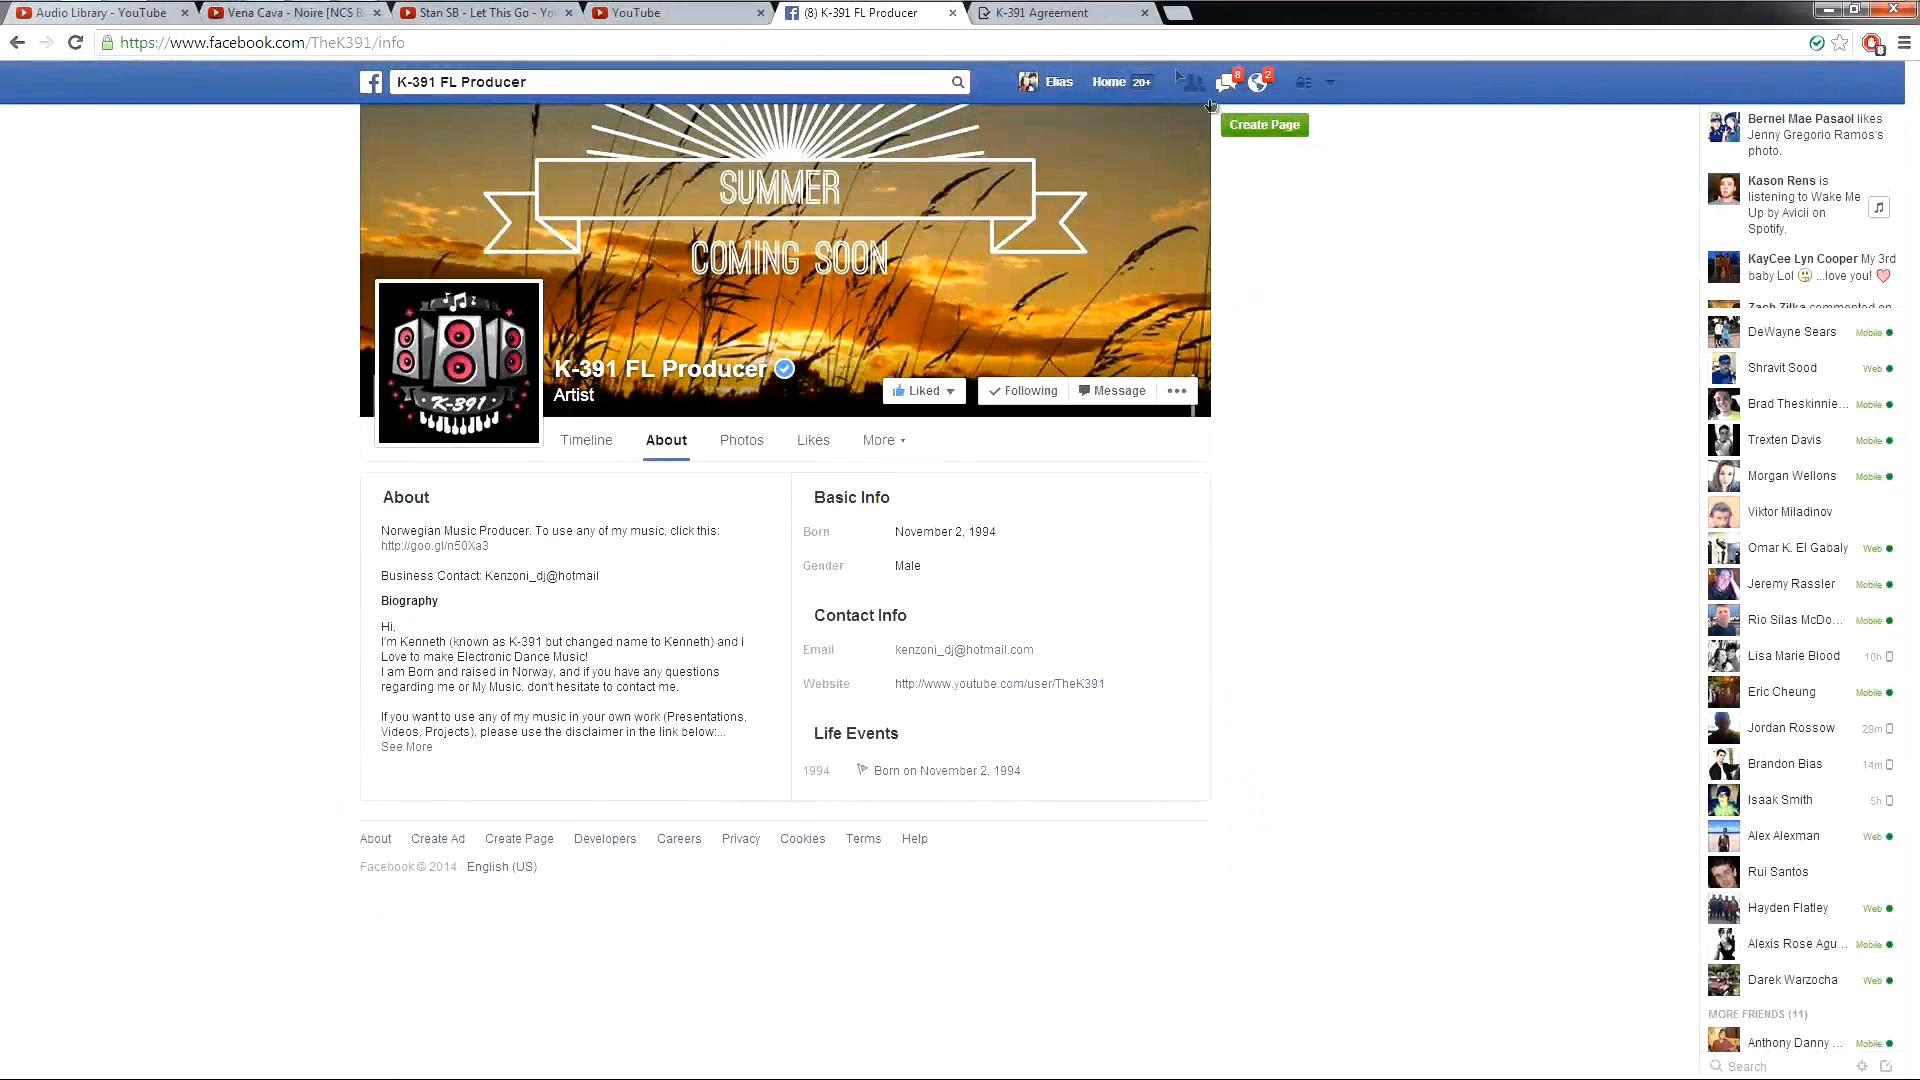 Audio Library - YouTube
Vena Cava - Noire [NCS B
Stan SB - Let This Go - Yo
YouTube
(8) K-391 FL Producer
K-391 Agreement
https://www.facebook.com/TheK391/info
K-391 FL Producer
Elias
Home 20+
8
2
Create Page
SUMMER
COMING SOON
K-391
K-391 FL Producer
Artist
Liked
Following
Message
Timeline
About
Photos
Likes
More
About
Norwegian Music Producer. To use any of my music, click this:
http://goo.gl/n50Xa3
Business Contact: Kenzoni_dj@hotmail
Biography
Hi,
I'm Kenneth (known as K-391 but changed name to Kenneth) and I
Love to make Electronic Dance Music!
I am Born and raised in Norway, and if you have any questions
regarding me or My Music, don't hesitate to contact me.
If you want to use any of my music in your own work (Presentations,
Videos, Projects), please use the disclaimer in the link below:...
See More
Basic Info
Born November 2, 1994
Gender Male
Contact Info
Email kenzoni_dj@hotmail.com
Website http://www.youtube.com/user/TheK391
Life Events
1994 Born on November 2, 1994
About Create Ad Create Page Developers Careers Privacy Cookies Terms Help
Facebook © 2014 · English (US)
Bernel Mae Pasaol likes
Jenny Gregorio Ramos's
photo.
Kason Rens is
listening to Wake Me
Up by Avicii on
Spotify.
KayCee Lyn Cooper My 3rd
baby Lol ...love you!
Zach Zilka commented on
DeWayne Sears Mobile
Shravit Sood Web
Brad Theskinnie... Mobile
Trexten Davis Mobile
Morgan Wellons Mobile
Viktor Miladinov
Omar K. El Gabaly Web
Jeremy Rassler Mobile
Rio Silas McDo... Mobile
Lisa Marie Blood 10h
Eric Cheung Mobile
Jordan Rossow 29m
Brandon Bias 14m
Isaak Smith 5h
Alex Alexman Web
Rui Santos
Hayden Flatley Web
Alexis Rose Agu... Mobile
Darek Warzocha Web
MORE FRIENDS (11)
Anthony Danny ... Mobile
Search